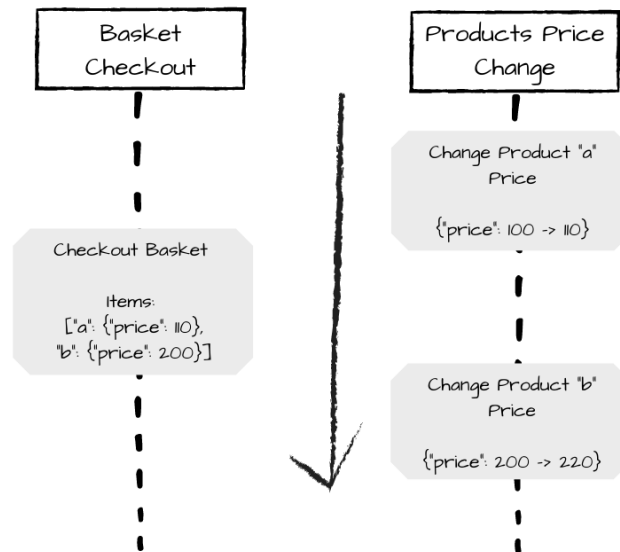 Basket
Checkout
Products Price
Change
Change Product "a"
Price
{"price": 100 -> 110}
Checkout Basket
Items:
["a": {"price": 110},
"b": {"price": 200}]
Change Product "b"
Price
{"price": 200 -> 220}